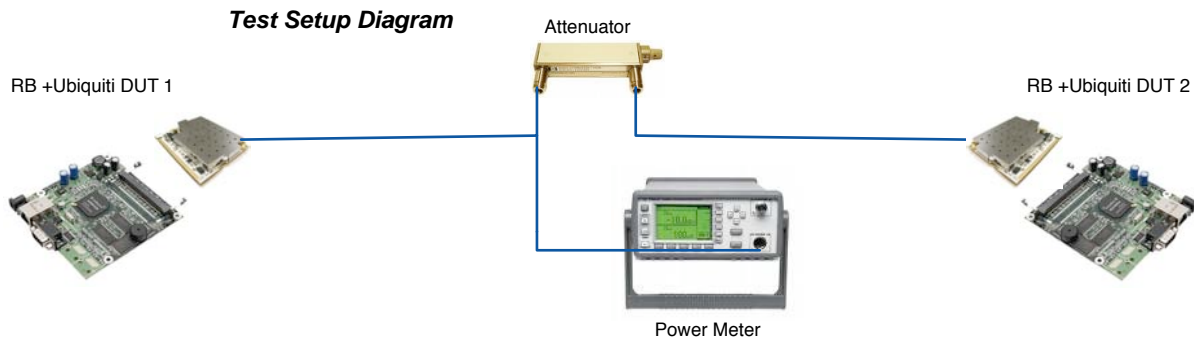 Test Setup Diagram
Attenuator
RB +Ubiquiti DUT 1
RB +Ubiquiti DUT 2
Power Meter